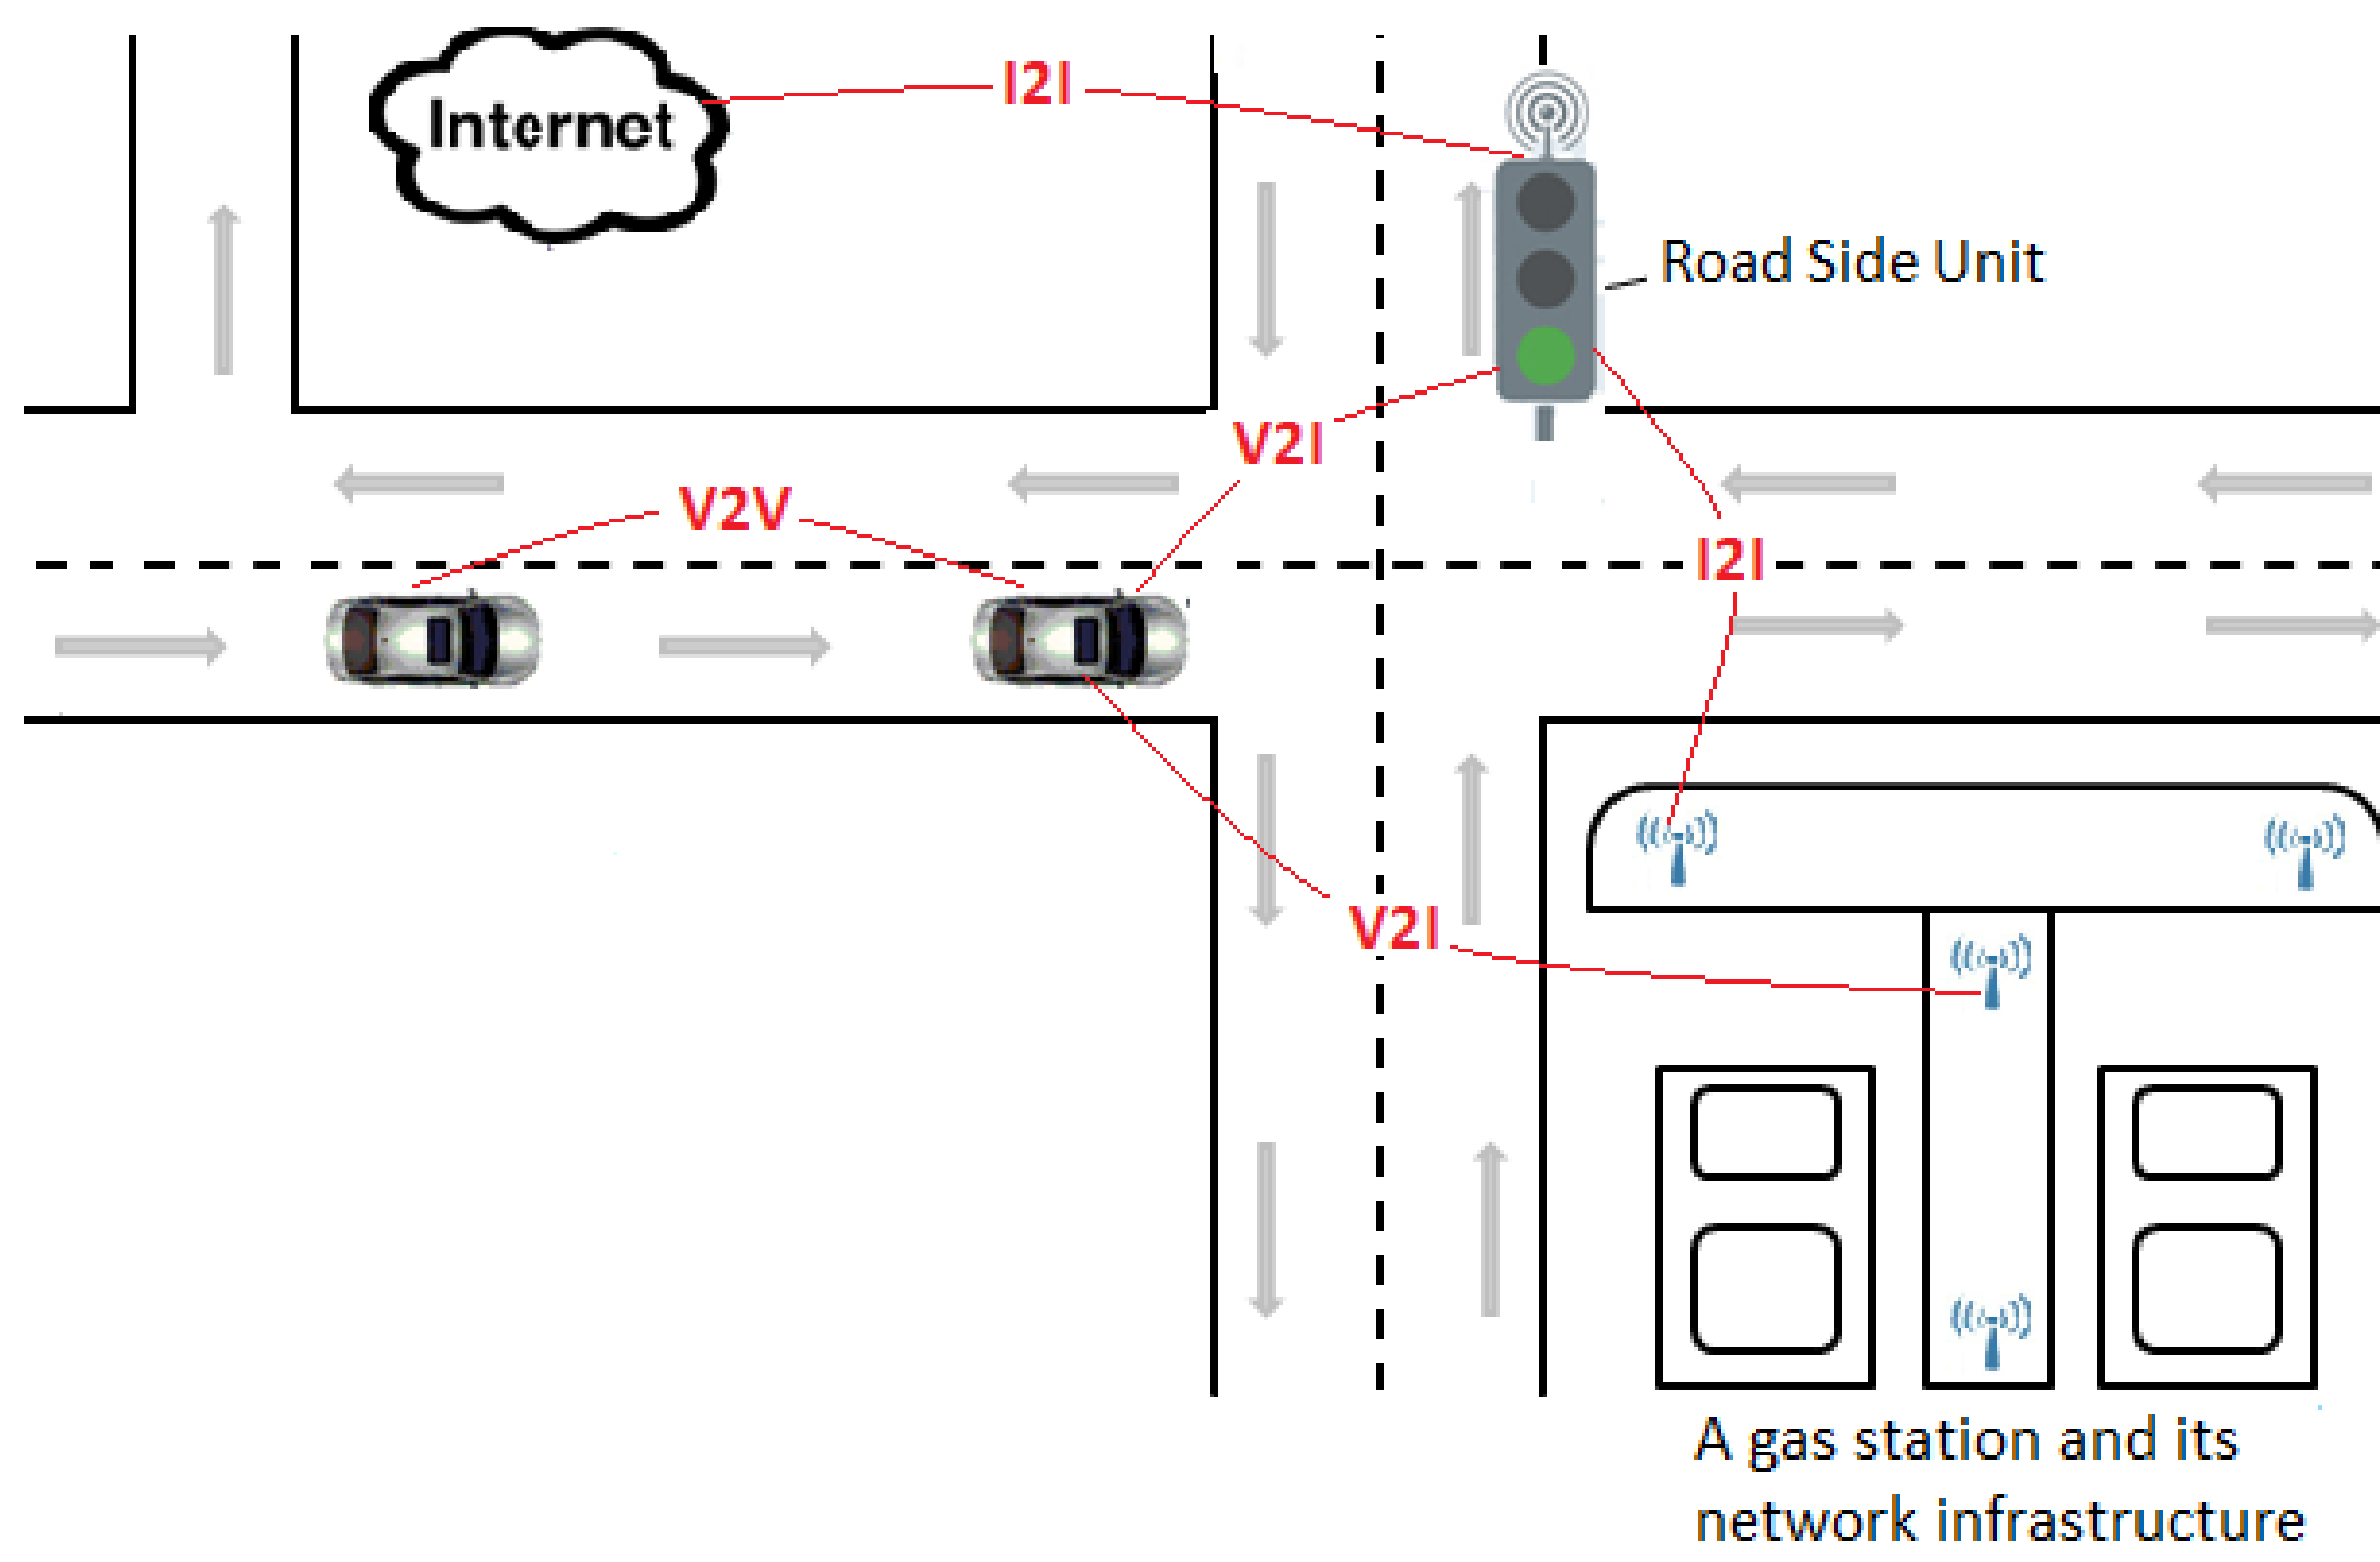 Internet
I2I
Road Side Unit
V2I
V2V
I2I
V2I
A gas station and its
network infrastructure